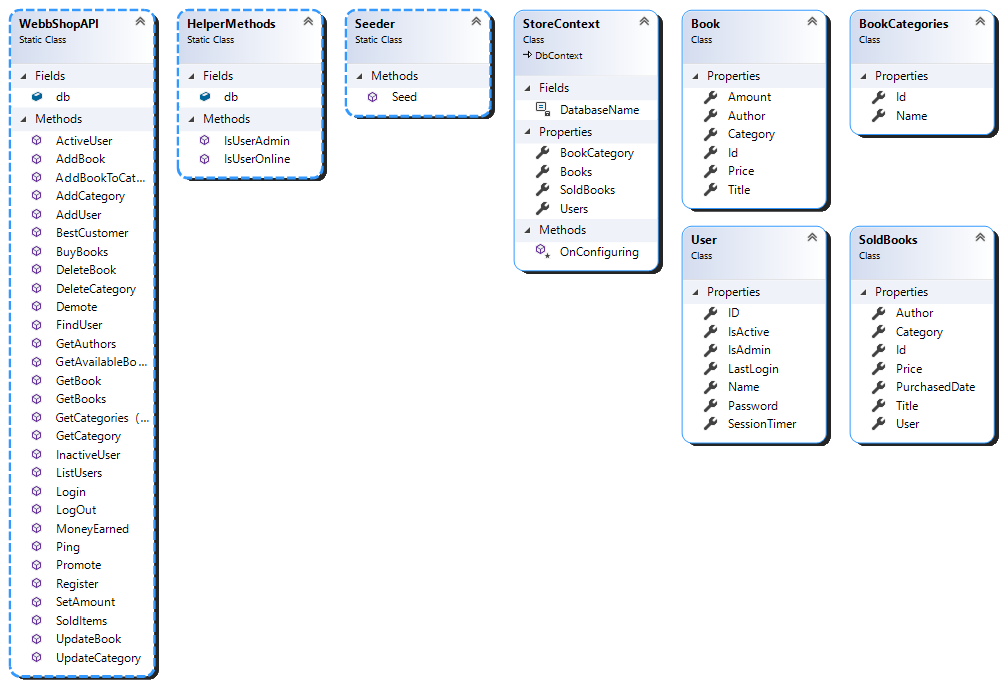 WebbShopAPI
Static Class
Fields
db
Methods
ActiveUser
AddBook
AddBookToCat...
AddCategory
AddUser
BestCustomer
BuyBooks
DeleteBook
DeleteCategory
Demote
FindUser
GetAuthors
GetAvailableBo...
GetBook
GetBooks
GetCategories (...
GetCategory
InactiveUser
ListUsers
Login
LogOut
MoneyEarned
Ping
Promote
Register
SetAmount
SoldItems
UpdateBook
UpdateCategory
HelperMethods
Static Class
Fields
db
Methods
IsUserAdmin
IsUserOnline
Seeder
Static Class
Methods
Seed
StoreContext
Class
DbContext
Fields
DatabaseName
Properties
BookCategory
Books
SoldBooks
Users
Methods
OnConfiguring
Book
Class
Properties
Amount
Author
Category
Id
Price
Title
BookCategories
Class
Properties
Id
Name
User
Class
Properties
ID
IsActive
IsAdmin
LastLogin
Name
Password
SessionTimer
SoldBooks
Class
Properties
Author
Category
Id
Price
PurchasedDate
Title
User